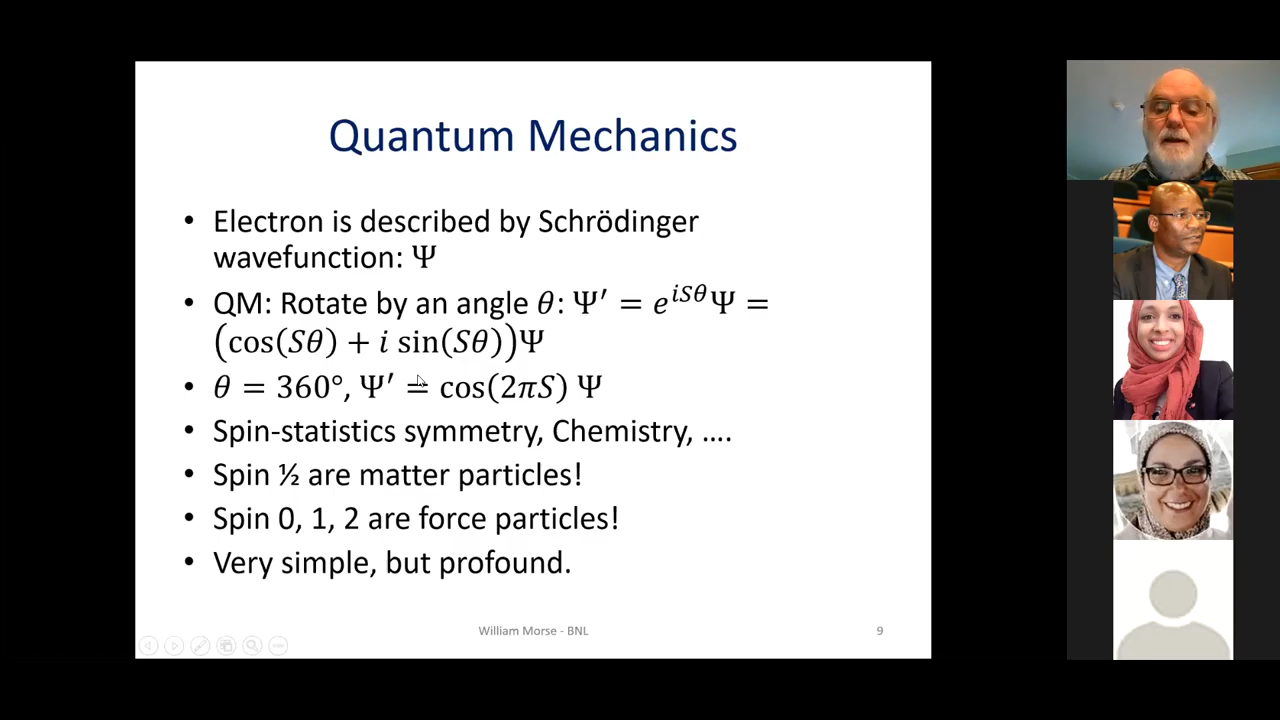 Quantum Mechanics
• Electron is described by Schrödinger
wavefunction: Ψ
• QM: Rotate by an angle θ: Ψ′ = e^{iSθ}Ψ =
(cos(Sθ) + i sin(Sθ))Ψ
• θ = 360°, Ψ′ = cos(2πS) Ψ
• Spin-statistics symmetry, Chemistry, ....
• Spin ½ are matter particles!
• Spin 0, 1, 2 are force particles!
• Very simple, but profound.
William Morse - BNL
9